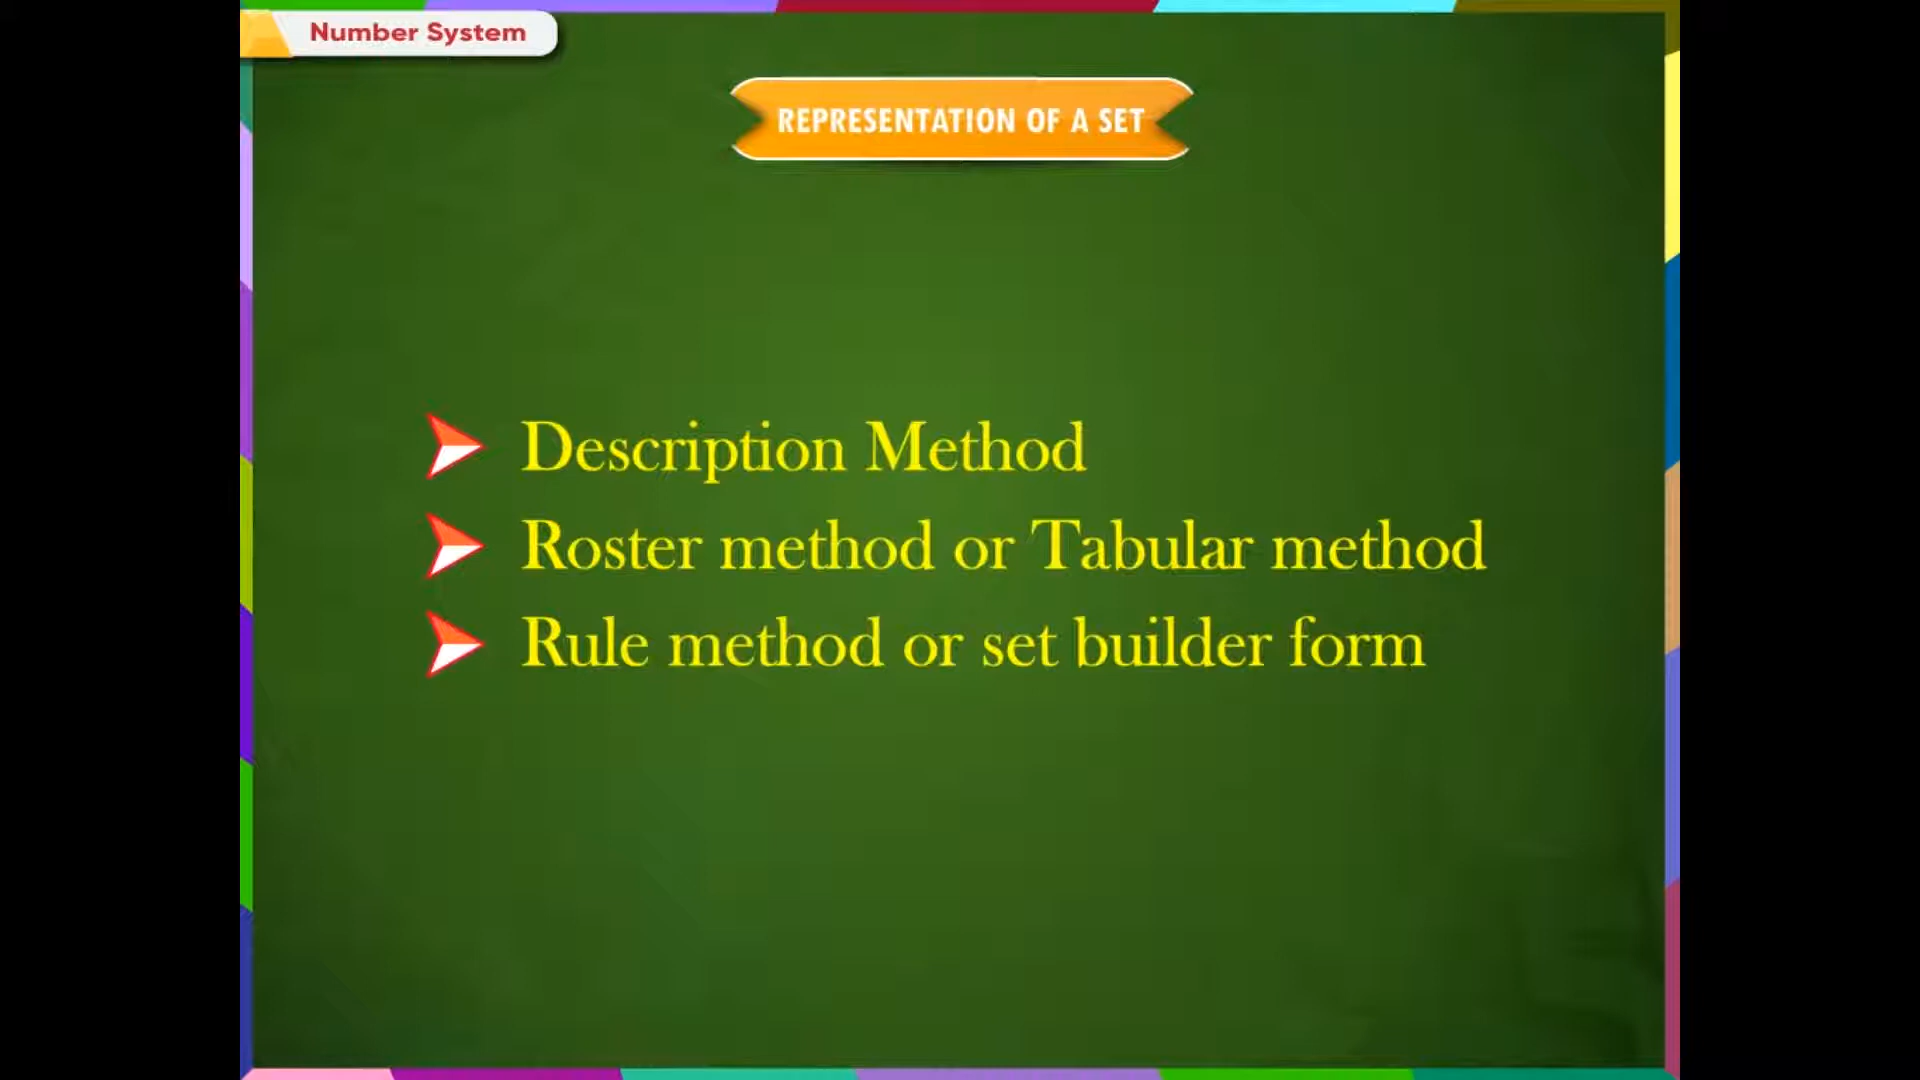 Number System
REPRESENTATION OF A SET
Description Method
Roster method or Tabular method
Rule method or set builder form